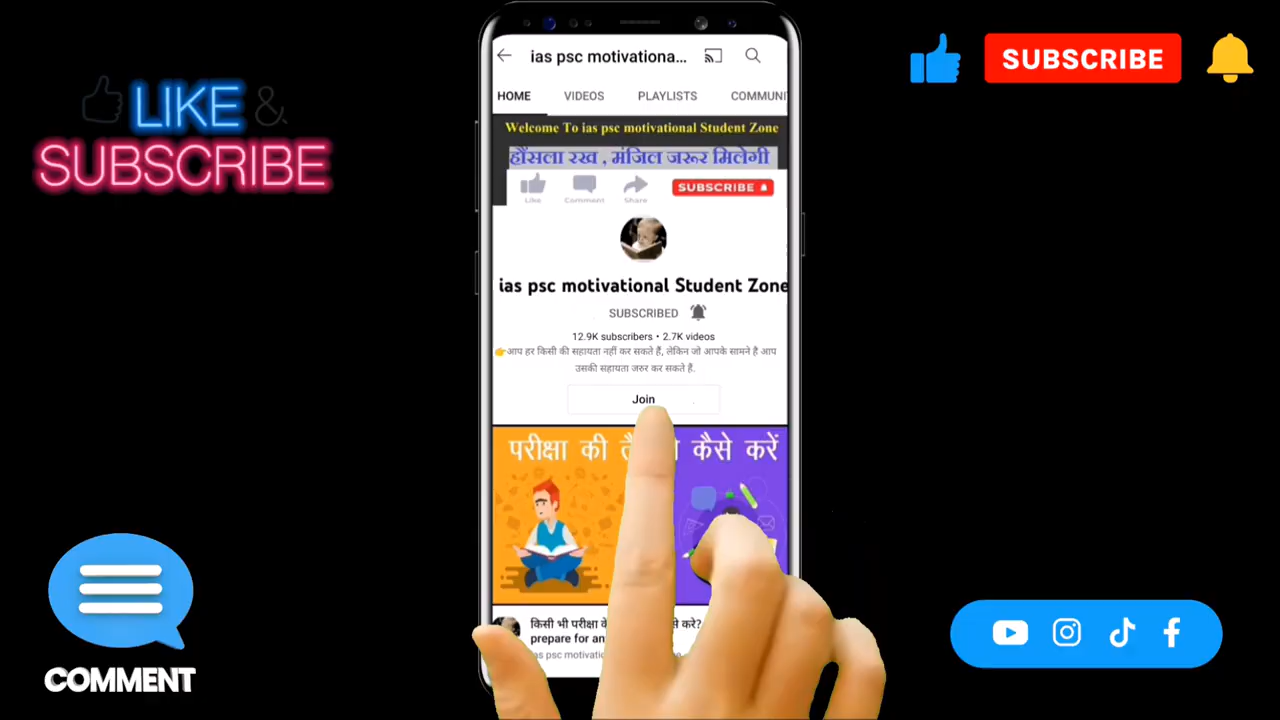 LIKE &
SUBSCRIBE
SUBSCRIBE
ias psc motivationa...
HOME VIDEOS PLAYLISTS COMMUNI
Welcome To ias psc motivational Student Zone
हौंसला रख , मंजिल जरूर मिलेगी
Like Comment Share SUBSCRIBE
ias psc motivational Student Zone
SUBSCRIBED
12.9K subscribers • 2.7K videos
👉आप हर किसी की सहायता नहीं कर सकते हैं, लेकिन जो आपके सामने है आप
उसकी सहायता जरुर कर सकते है.
Join
परीक्षा की कैसे करें
किसी भी परीक्षा करे?
prepare for
ias psc
COMMENT